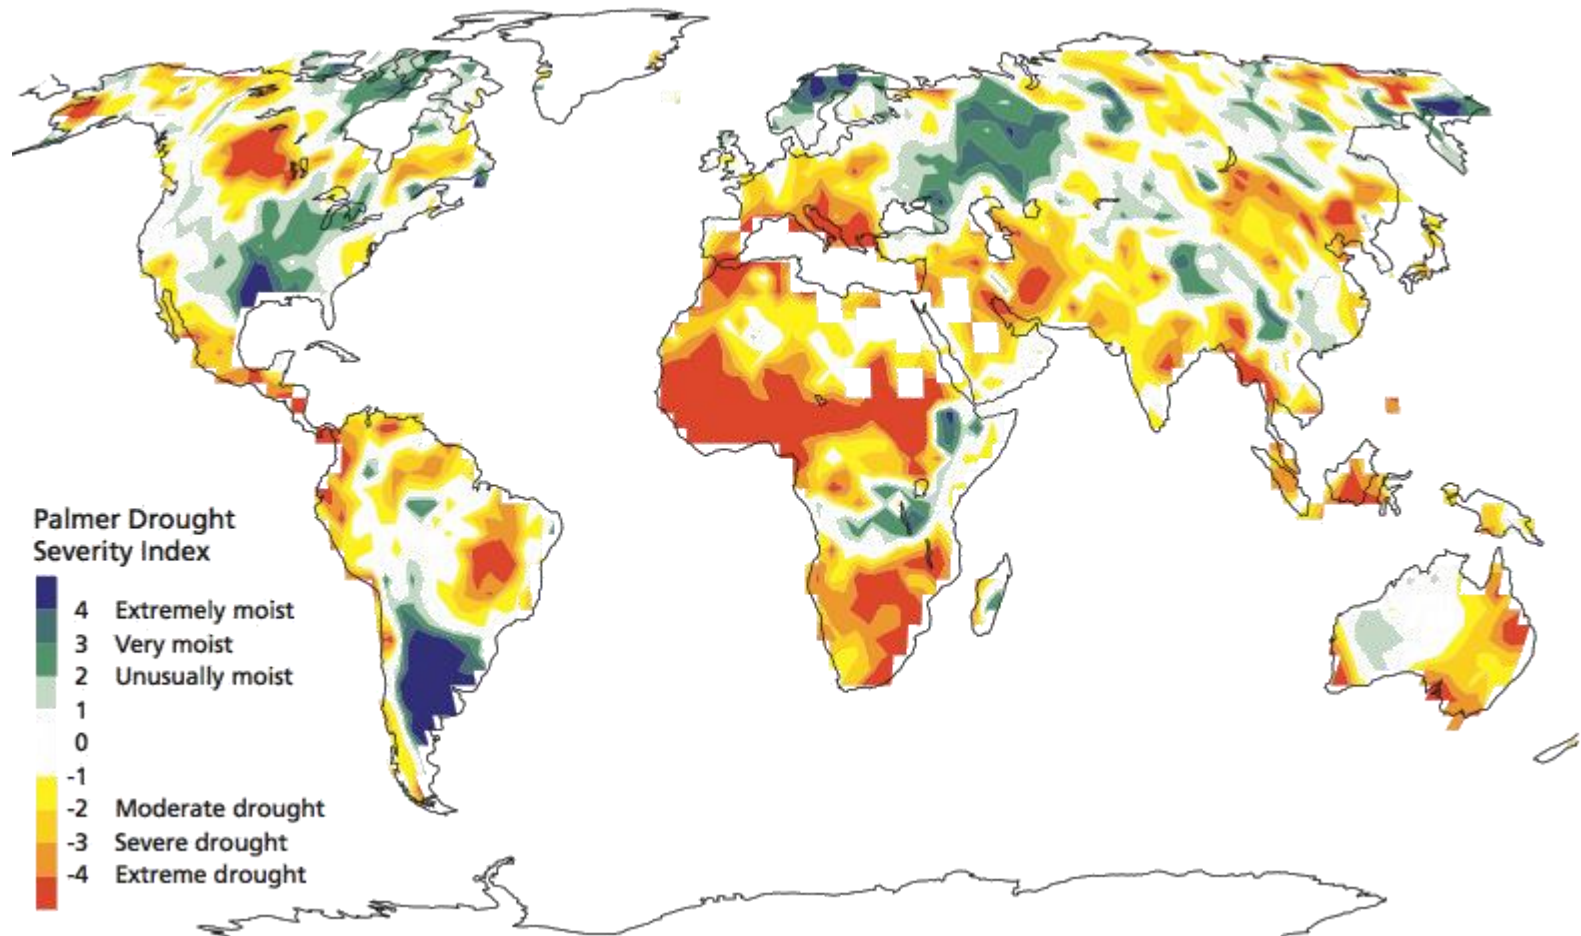 Palmer Drought
Severity Index
4 Extremely moist
3 Very moist
2 Unusually moist
1
0
-1
-2 Moderate drought
-3 Severe drought
-4 Extreme drought